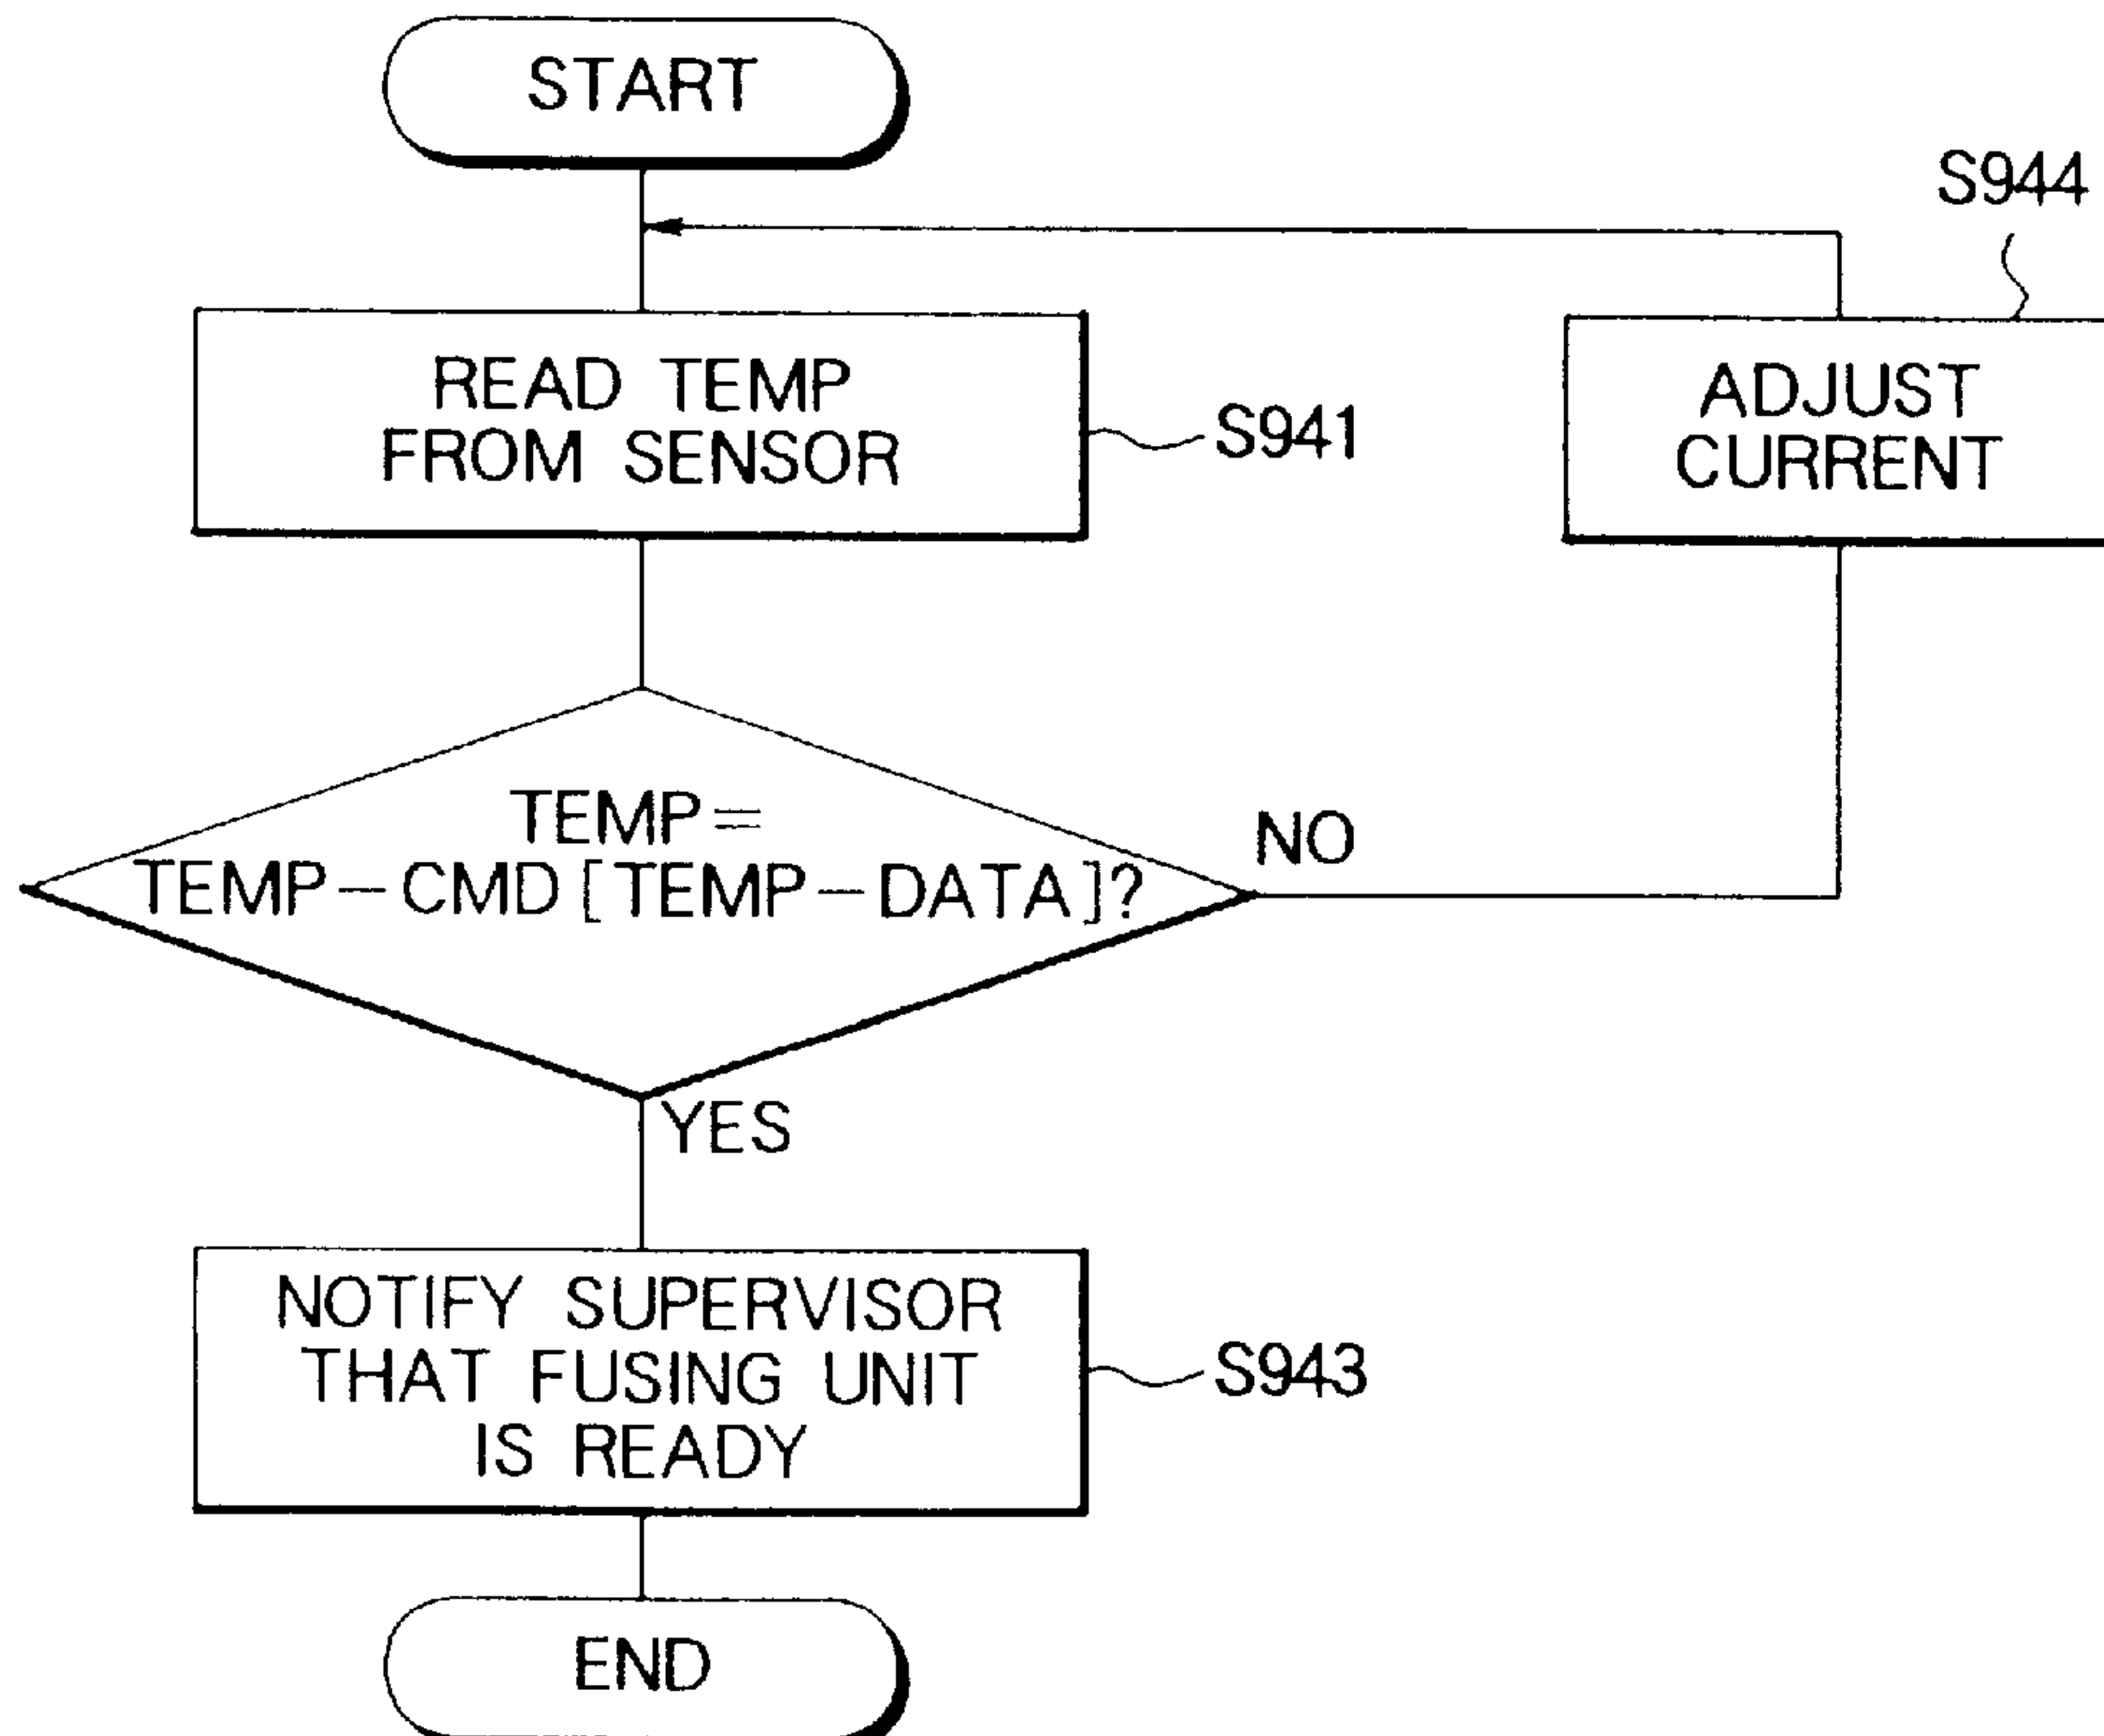 START
S944
READ TEMP
FROM SENSOR
S941
ADJUST
CURRENT
TEMP=
TEMP-CMD[TEMP-DATA]?
NO
YES
NOTIFY SUPERVISOR
THAT FUSING UNIT
IS READY
S943
END